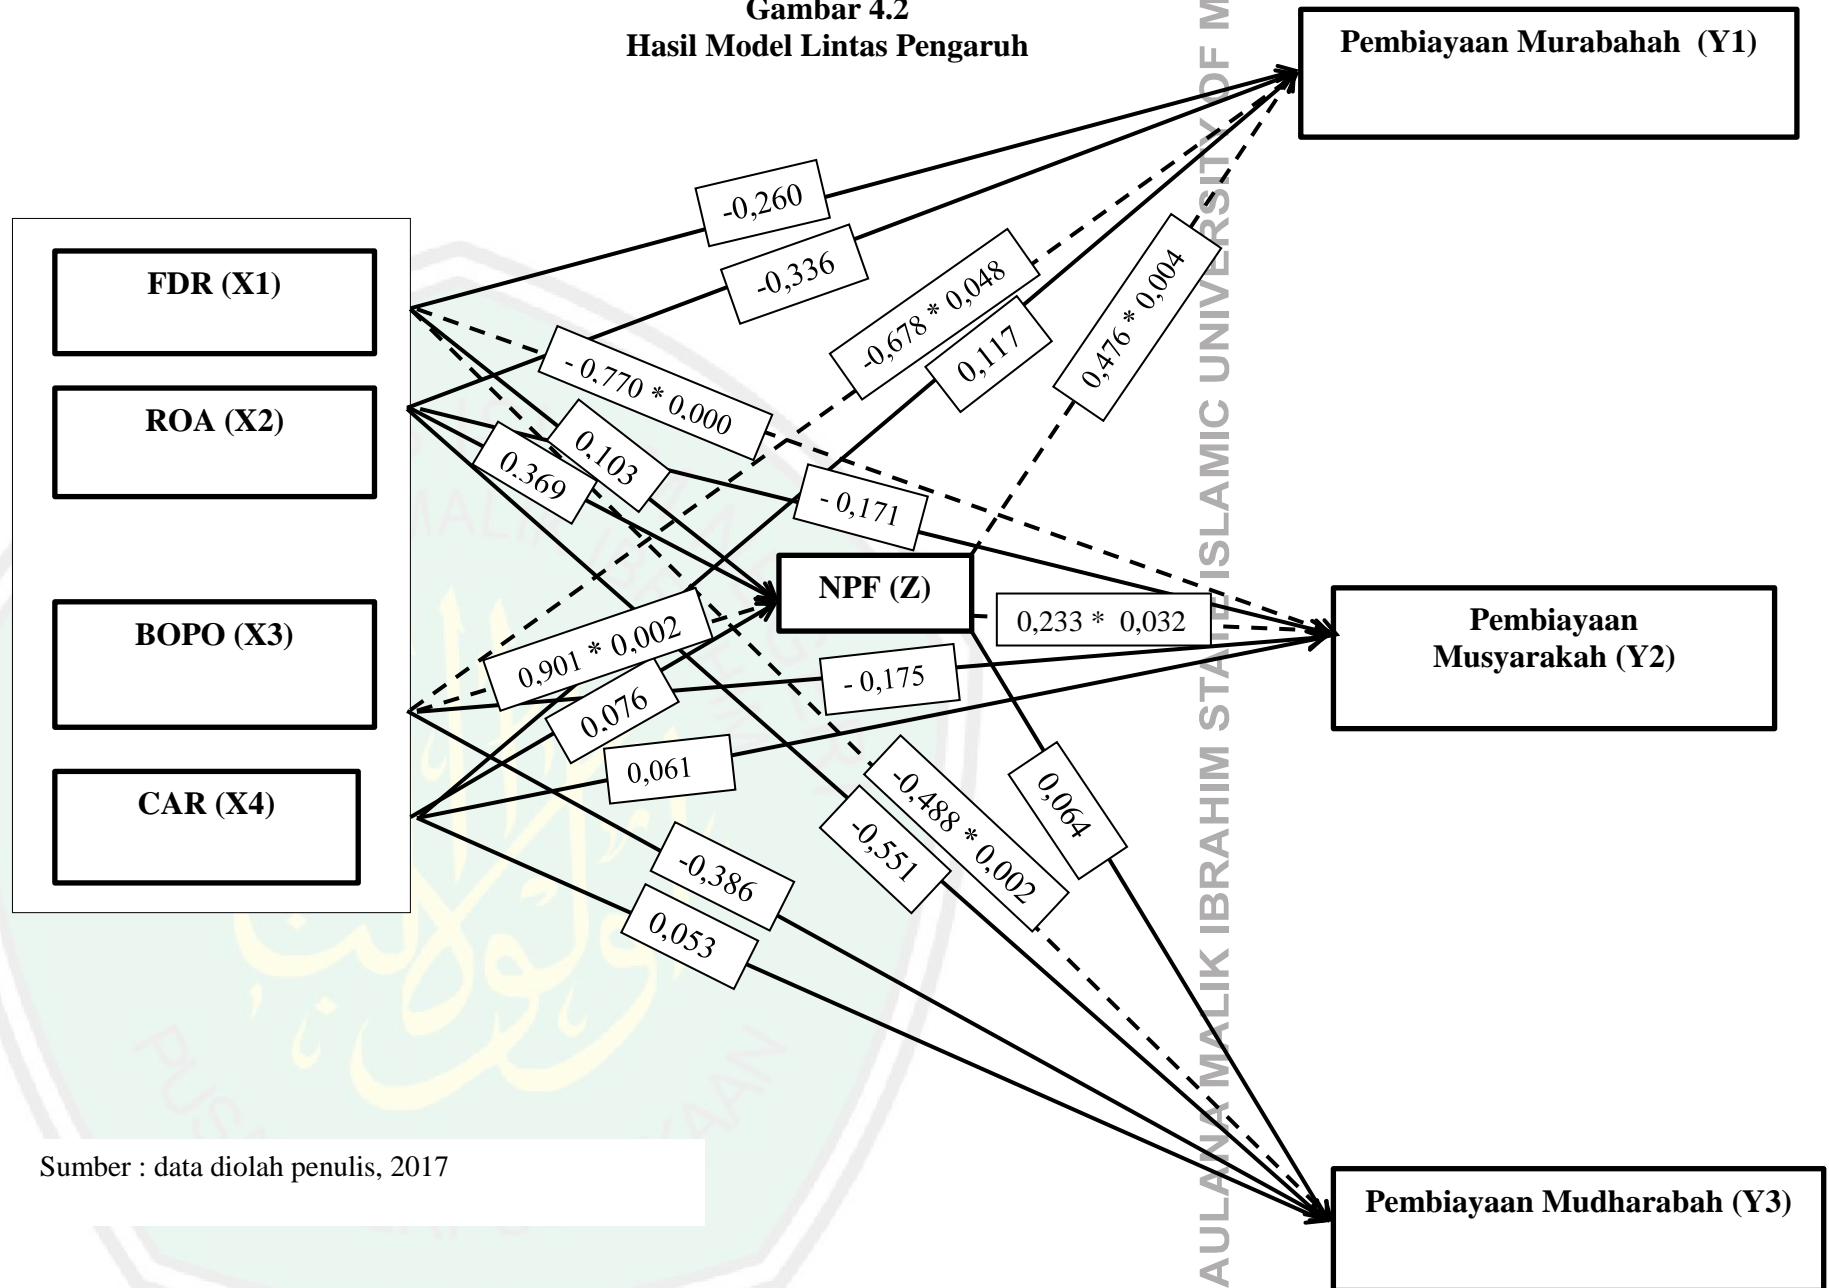 Gambar 4.2
Hasil Model Lintas Pengaruh
Pembiayaan Murabahah (Y1)
-0,260
-0,336
FDR (X1)
-0,678 * 0,048
0,476 * 0,004
0,117
- 0,770 * 0,000
ROA (X2)
0,103
0,369
- 0,171
NPF (Z)
0,233 * 0,032
Pembiayaan
Musyarakah (Y2)
BOPO (X3)
0,901 * 0,002
- 0,175
0,076
0,061
CAR (X4)
-0,488 * 0,002
0,064
-0,551
-0,386
0,053
Sumber : data diolah penulis, 2017
Pembiayaan Mudharabah (Y3)
AULANA MALIK IBRAHIM STATE ISLAMIC UNIVERSITY OF M